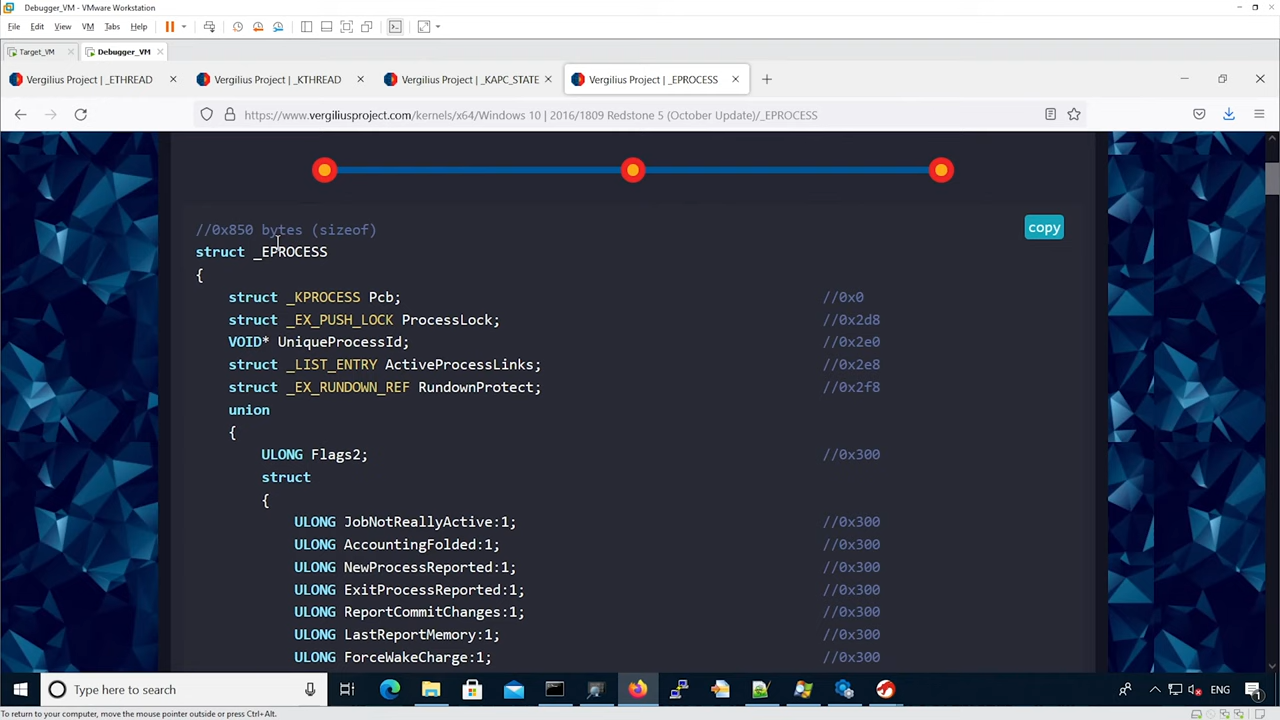 Debugger_VM - VMware Workstation
File Edit View VM Tabs Help
Target_VM Debugger_VM
Vergilius Project | _ETHREAD Vergilius Project | _KTHREAD Vergilius Project | _KAPC_STATE Vergilius Project | _EPROCESS
https://www.vergiliusproject.com/kernels/x64/Windows 10 | 2016/1809 Redstone 5 (October Update)/_EPROCESS
//0x850 bytes (sizeof)
copy
struct _EPROCESS
{
struct _KPROCESS Pcb; //0x0
struct _EX_PUSH_LOCK ProcessLock; //0x2d8
VOID* UniqueProcessId; //0x2e0
struct _LIST_ENTRY ActiveProcessLinks; //0x2e8
struct _EX_RUNDOWN_REF RundownProtect; //0x2f8
union
{
ULONG Flags2; //0x300
struct
{
ULONG JobNotReallyActive:1; //0x300
ULONG AccountingFolded:1; //0x300
ULONG NewProcessReported:1; //0x300
ULONG ExitProcessReported:1; //0x300
ULONG ReportCommitChanges:1; //0x300
ULONG LastReportMemory:1; //0x300
ULONG ForceWakeCharge:1; //0x300
Type here to search
ENG
To return to your computer, move the mouse pointer outside or press Ctrl+Alt.